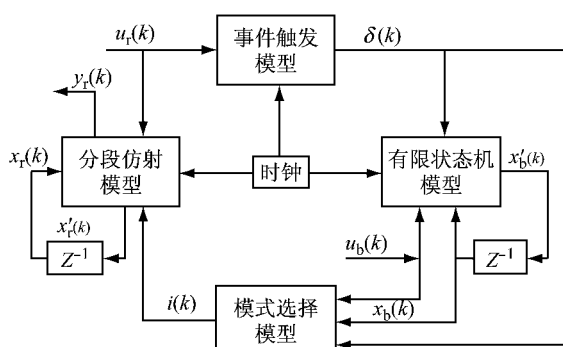 u_r(k)
事件触发
模型
δ(k)
y_r(k)
x_r(k)
分段仿射
模型
时钟
有限状态机
模型
x'_b(k)
x'_r(k)
Z⁻¹
u_b(k)
Z⁻¹
i(k)
模式选择
模型
x_b(k)